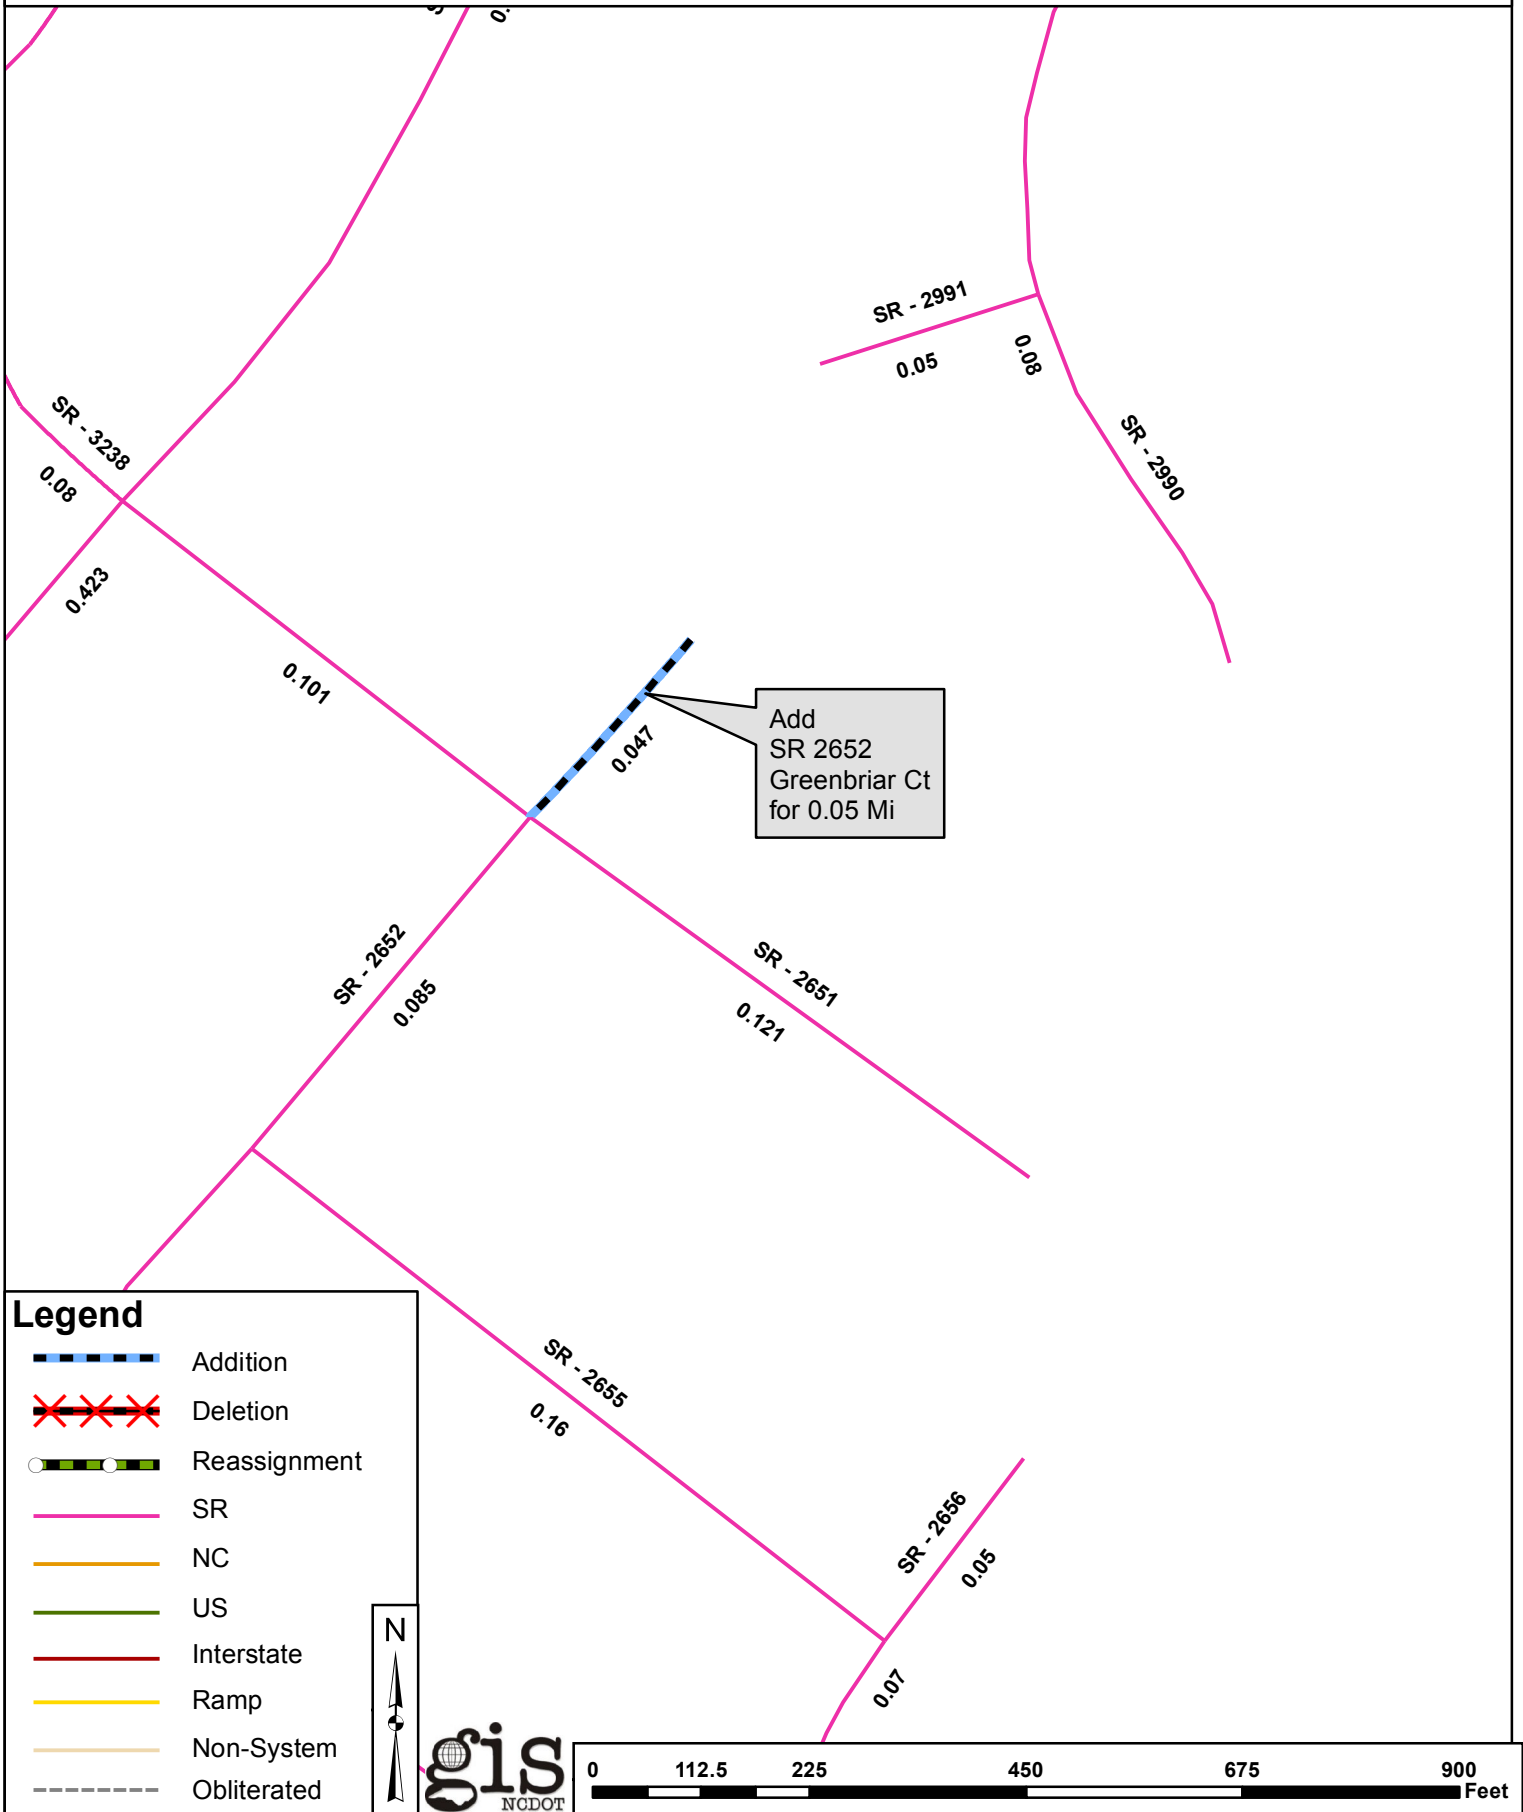 SR - 2991
0.05
0.08
SR - 2990
SR - 3238
0.08
0.423
0.101
0.047
Add
SR 2652
Greenbriar Ct
for 0.05 Mi
SR - 2652
0.085
SR - 2651
0.121
SR - 2655
0.16
SR - 2656
0.05
0.07
Legend
Addition
Deletion
Reassignment
SR
NC
US
Interstate
Ramp
Non-System
Obliterated
N
gis
NCDOT
0 112.5 225 450 675 900
Feet